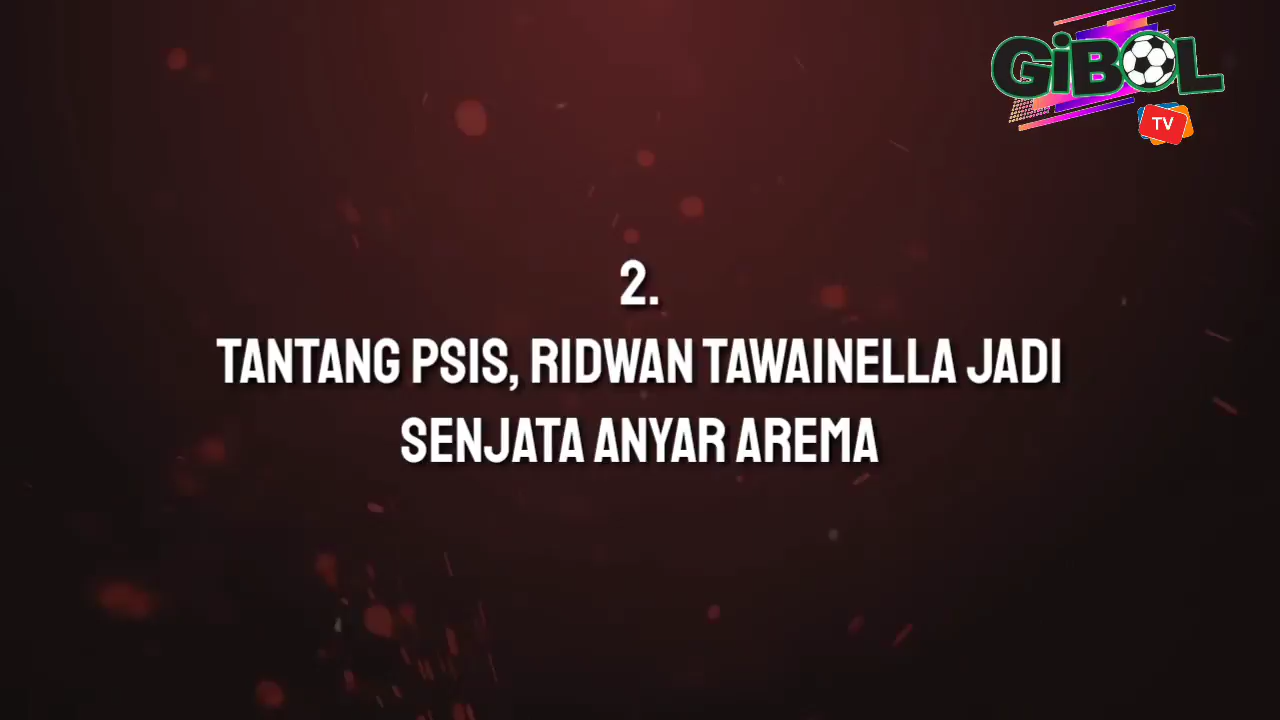 GiBOL
TV
2.
TANTANG PSIS, RIDWAN TAWAINELLA JADI
SENJATA ANYAR AREMA